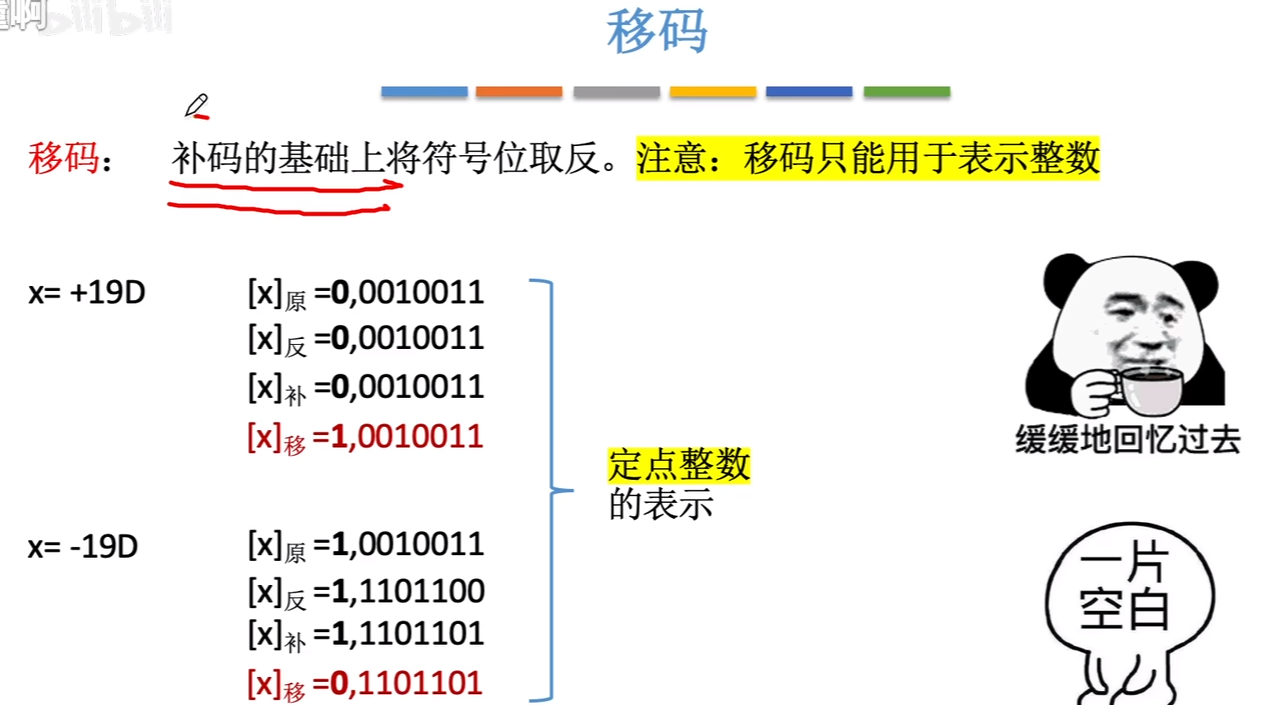 啊
bilibili
移码
移码： 补码的基础上将符号位取反。注意：移码只能用于表示整数
x= +19D
[x]原 =0,0010011
[x]反 =0,0010011
[x]补 =0,0010011
[x]移 =1,0010011
x= -19D
[x]原 =1,0010011
[x]反 =1,1101100
[x]补 =1,1101101
[x]移 =0,1101101
定点整数
的表示
缓缓地回忆过去
一片
空白